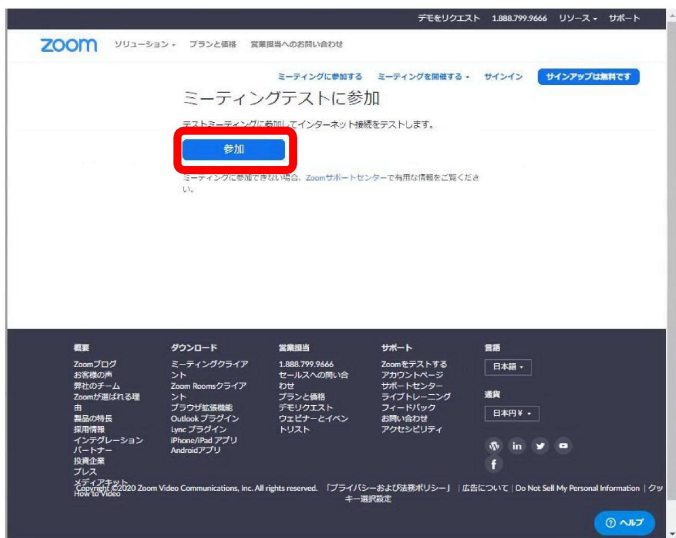 デモをリクエスト 1.888.799.9666 リソース サポート
zoom ソリューション プランと価格 営業担当へのお問い合わせ
ミーティングに参加する ミーティングを開催する サインイン サインアップは無料です
ミーティングテストに参加
テストミーティングに参加してインターネット接続をテストします。
参加
ミーティングに参加できない場合、Zoomサポートセンターで有用な情報をご覧くださ
い。
概要
Zoomブログ
お客様の声
弊社のチーム
Zoomが選ばれる理
由
製品の特長
採用情報
インテグレーション
パートナー
投資企業
プレス
メディアキット
How to Video
ダウンロード
ミーティングクライア
ント
Zoom Roomsクライア
ント
ブラウザ拡張機能
Outlook プラグイン
Lync プラグイン
iPhone/iPad アプリ
Androidアプリ
営業担当
1.888.799.9666
セールスへの問い合
わせ
プランと価格
デモリクエスト
ウェビナーとイベン
トリスト
サポート
Zoomをテストする
アカウントページ
サポートセンター
ライブトレーニング
フィードバック
お問い合わせ
アクセシビリティ
言語
日本語
通貨
日本円 ¥
Copyright ©2020 Zoom Video Communications, Inc. All rights reserved. 「プライバシーおよび法務ポリシー」 | 広告について | Do Not Sell My Personal Information | クッ
キー選択設定
ヘルプ